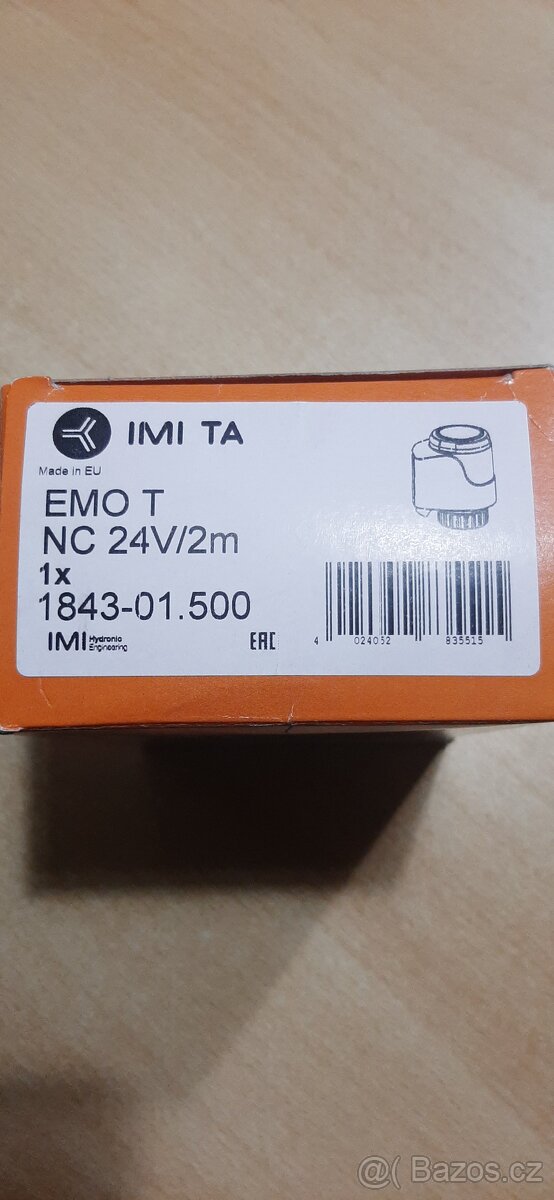 IMI TA
Made in EU
EMO T
NC 24V/2m
1x
1843-01.500
IMI Hydronic Engineering
EAC
4 024052 835515
@( Bazos.cz